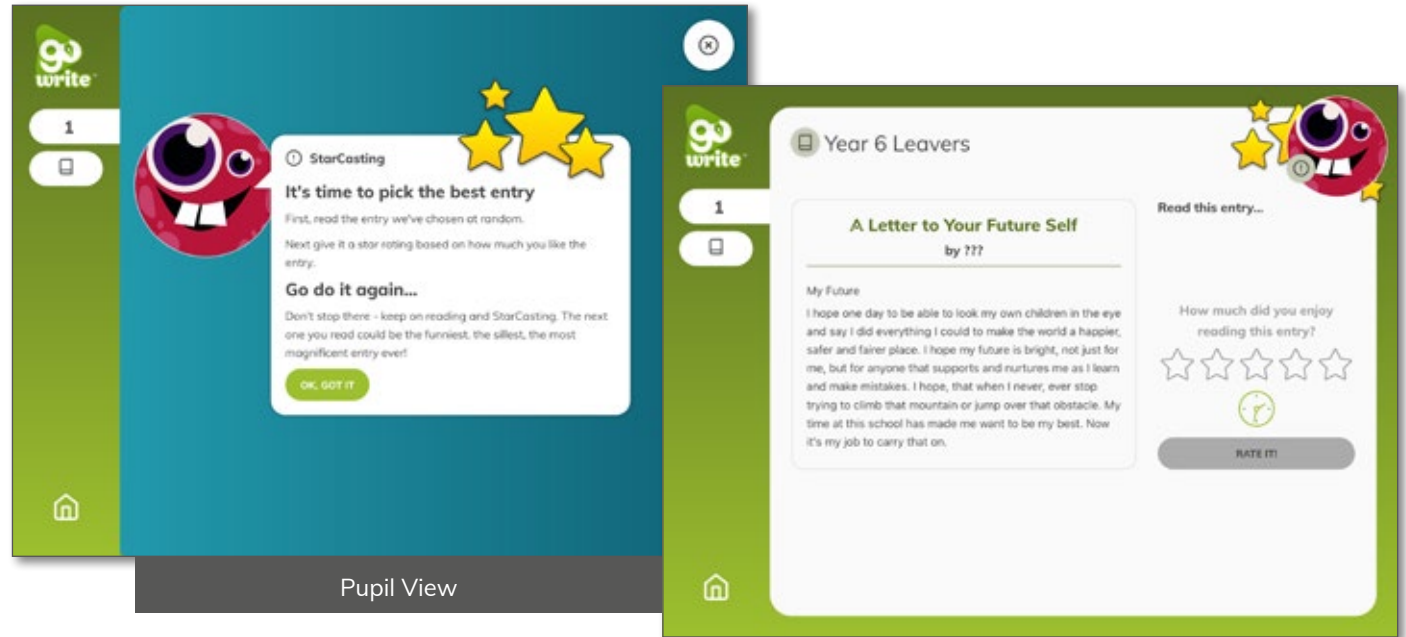 go
write
1
StarCasting
It's time to pick the best entry
First, read the entry we've chosen at random.
Next give it a star rating based on how much you like the
entry.
Go do it again...
Don't stop there - keep on reading and StarCasting. The next
one you read could be the funniest, the sillest, the most
magnificent entry ever!
OK, GOT IT
Pupil View
go
write
1
Year 6 Leavers
A Letter to Your Future Self
by ???
My Future
I hope one day to be able to look my own children in the eye
and say I did everything I could to make the world a happier,
safer and fairer place. I hope my future is bright, not just for
me, but for anyone that supports and nurtures me as I learn
and make mistakes. I hope, that when I never, ever stop
trying to climb that mountain or jump over that obstacle. My
time at this school has made me want to be my best. Now
it's my job to carry that on.
Read this entry...
How much did you enjoy
reading this entry?
RATE IT!